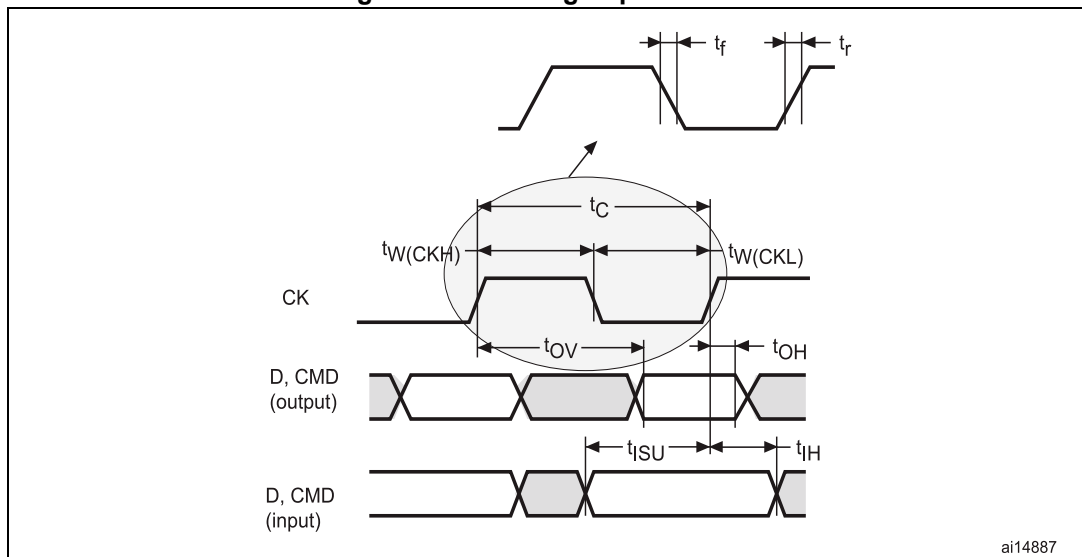 tf
tr
tC
tW(CKH)
tW(CKL)
CK
tOV
tOH
D, CMD
(output)
tISU
tIH
D, CMD
(input)
ai14887